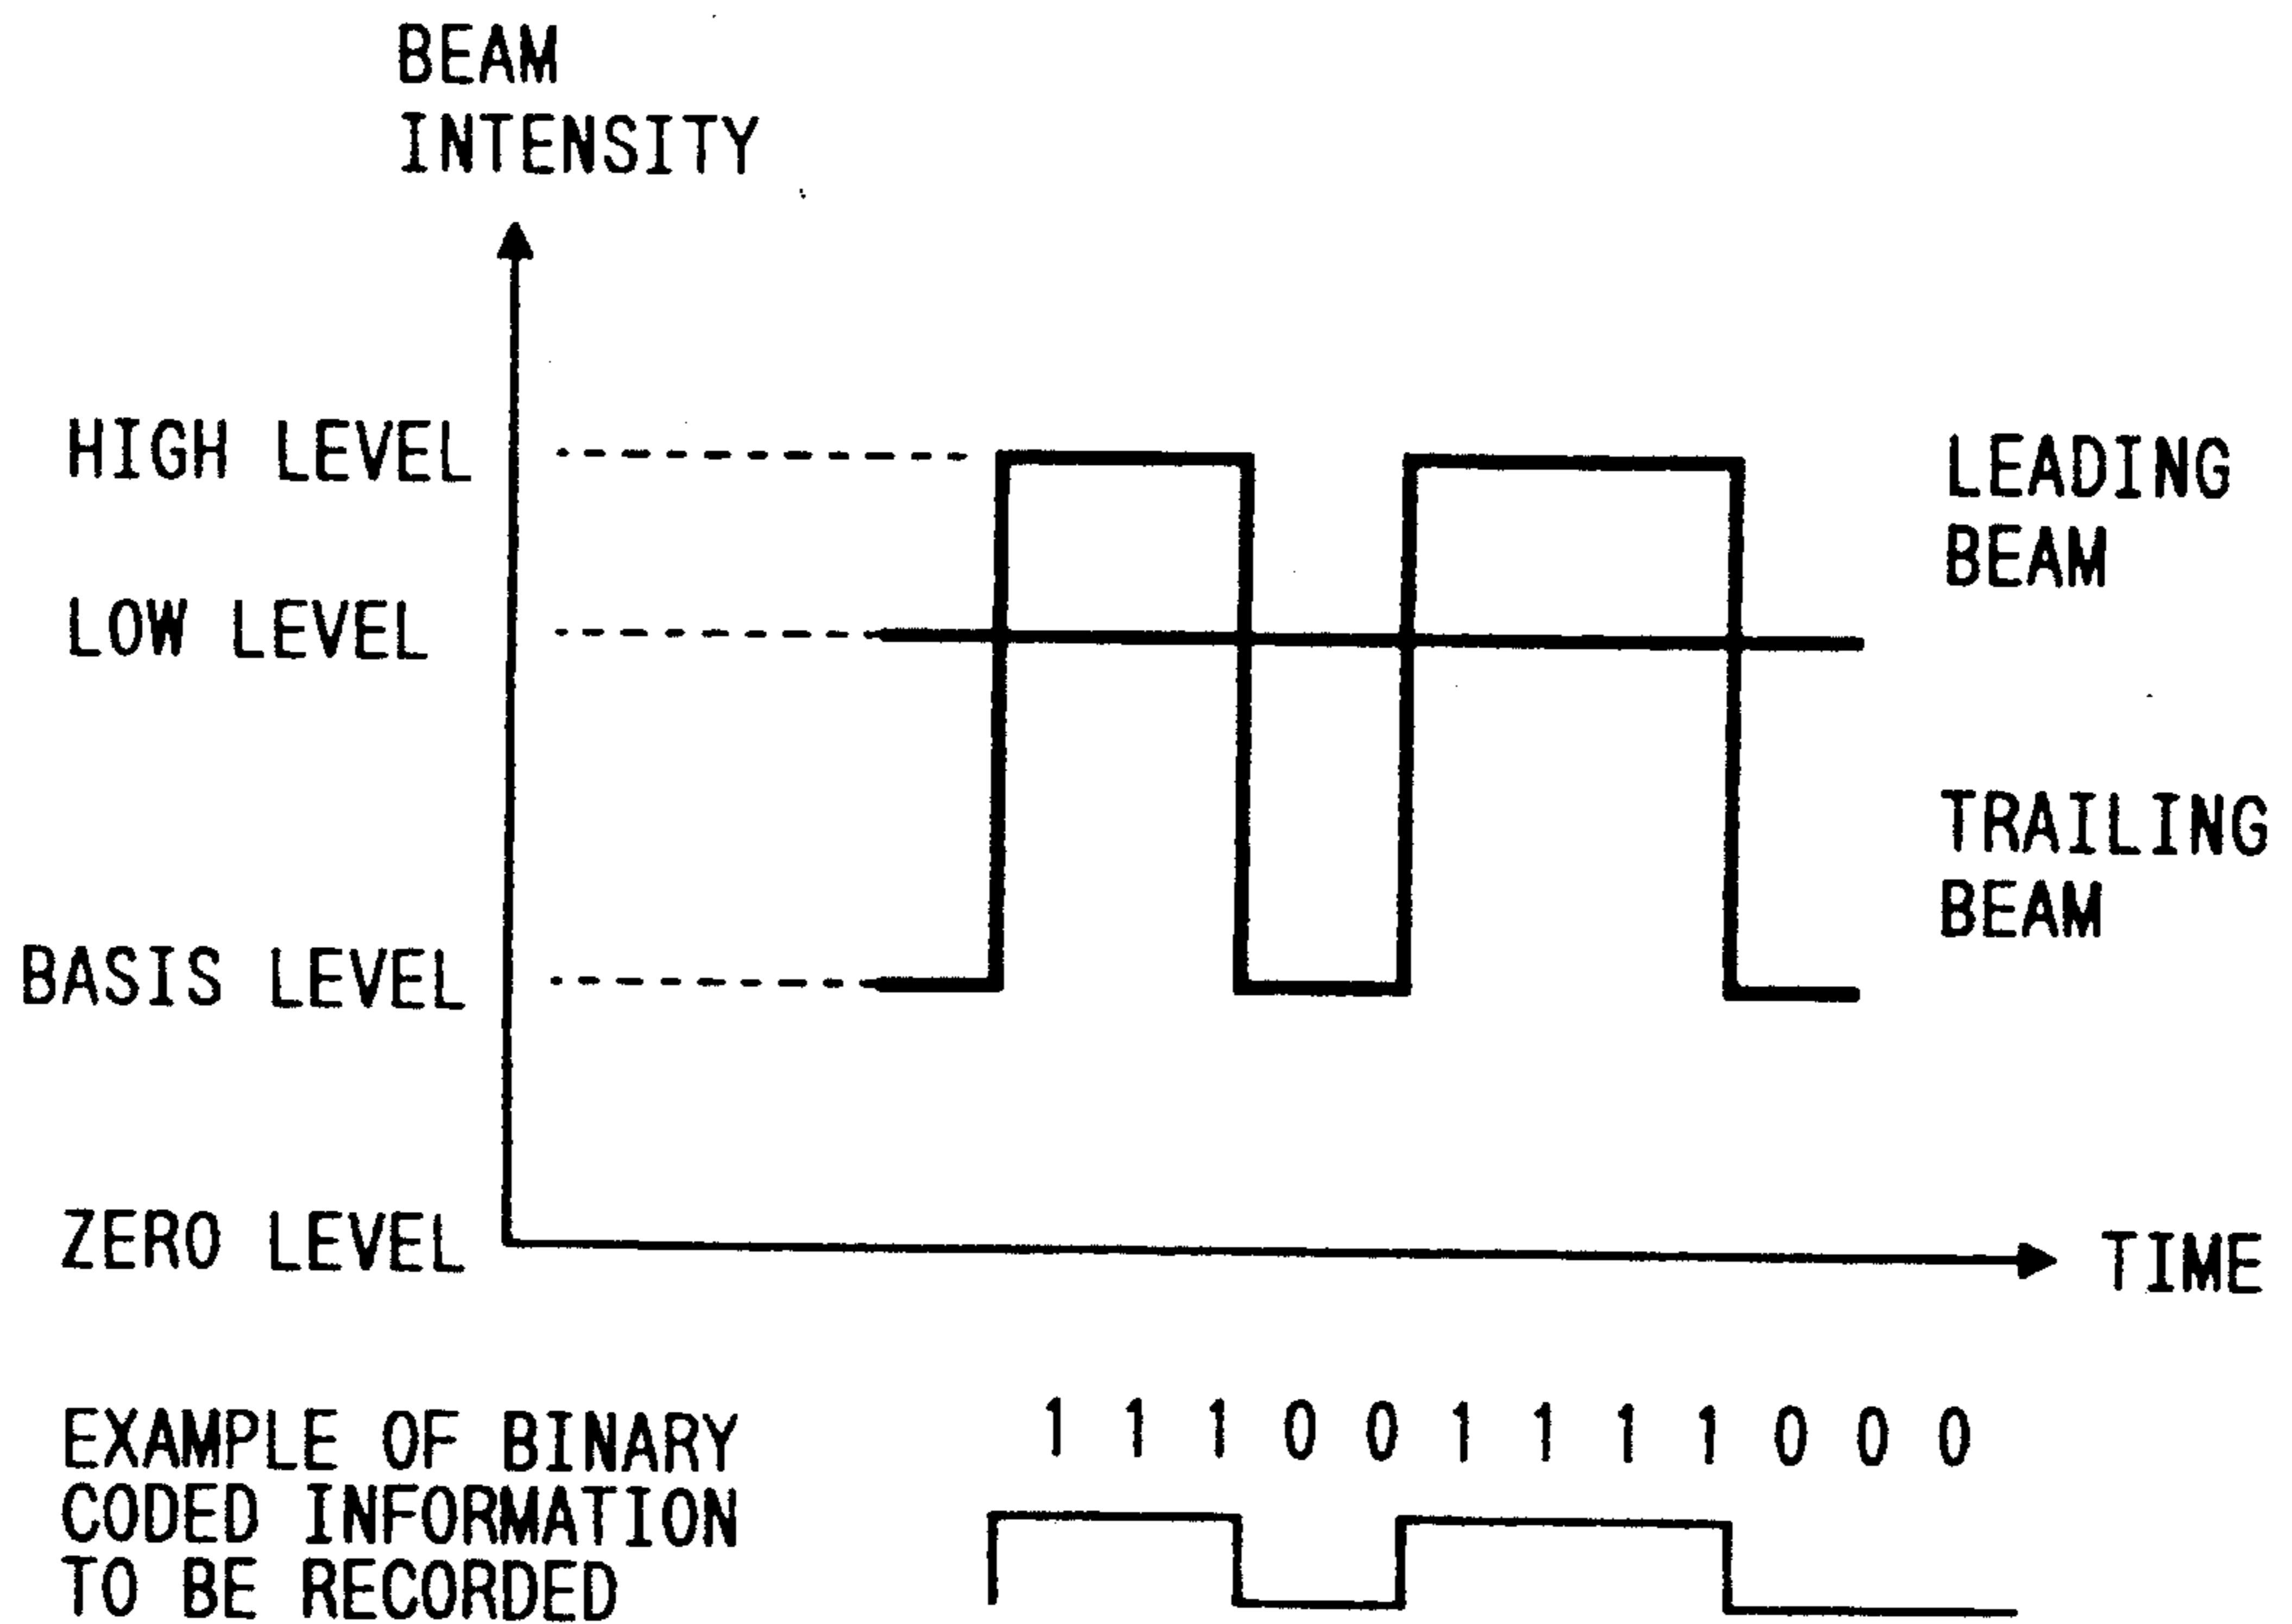 BEAM
INTENSITY
HIGH LEVEL
LEADING
BEAM
LOW LEVEL
TRAILING
BEAM
BASIS LEVEL
ZERO LEVEL
TIME
1 1 1 0 0 1 1 1 1 0 0 0
EXAMPLE OF BINARY
CODED INFORMATION
TO BE RECORDED